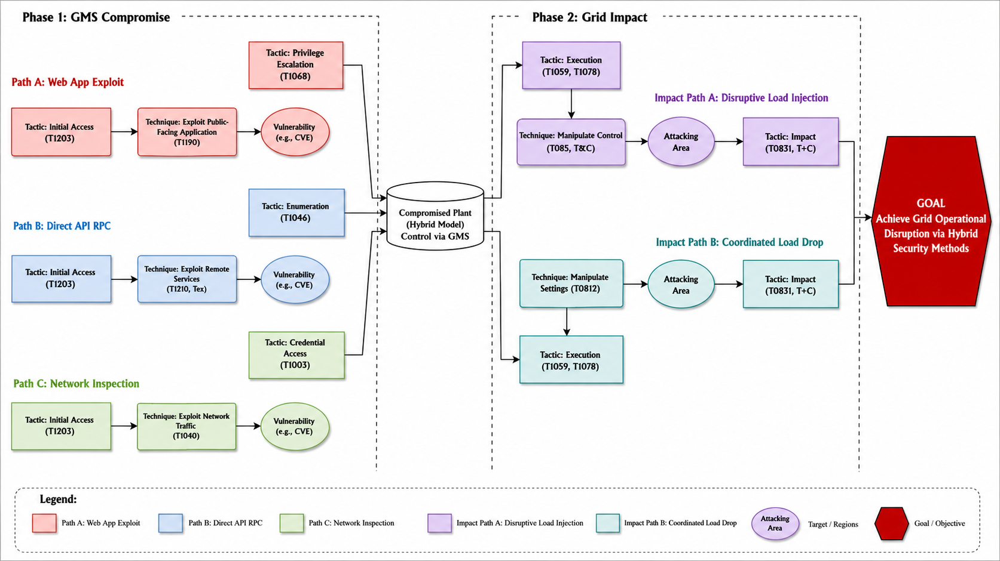 Phase 1: GMS Compromise
Tactic: Privilege
Escalation
(T1068)
Path A: Web App Exploit
Tactic: Initial Access
(T1203)
Technique: Exploit Public-
Facing Application
(T1190)
Vulnerability
(e.g., CVE)
Tactic: Enumeration
(T1046)
Path B: Direct API RPC
Tactic: Initial Access
(T1203)
Technique: Exploit Remote
Services
(T1210, Tex)
Vulnerability
(e.g., CVE)
Tactic: Credential
Access
(T1003)
Path C: Network Inspection
Tactic: Initial Access
(T1203)
Technique: Exploit Network
Traffic
(T1040)
Vulnerability
(e.g., CVE)
Compromised Plant
(Hybrid Model)
Control via GMS
Phase 2: Grid Impact
Tactic: Execution
(T1059, T1078)
Impact Path A: Disruptive Load Injection
Technique: Manipulate Control
(T085, T&C)
Attacking
Area
Tactic: Impact
(T0831, T+C)
Impact Path B: Coordinated Load Drop
Technique: Manipulate
Settings (T0812)
Attacking
Area
Tactic: Impact
(T0831, T+C)
Tactic: Execution
(T1059, T1078)
GOAL
Achieve Grid Operational
Disruption via Hybrid
Security Methods
Legend:
Path A: Web App Exploit
Path B: Direct API RPC
Path C: Network Inspection
Impact Path A: Disruptive Load Injection
Impact Path B: Coordinated Load Drop
Attacking
Area
Target / Regions
Goal / Objective